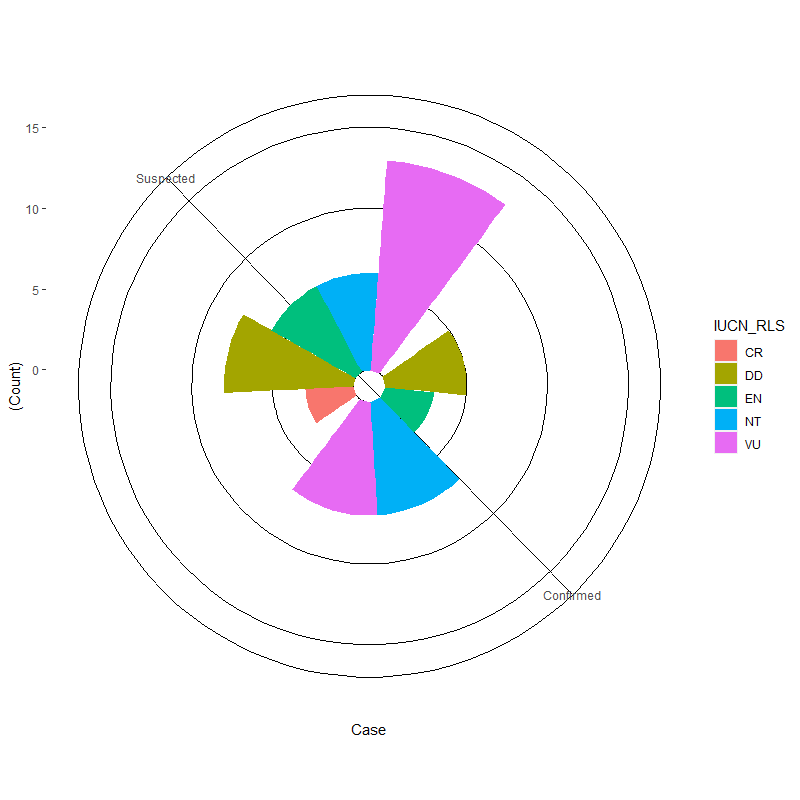 15
Suspected
10
5
0
(Count)
Confirmed
Case
IUCN_RLS
CR
DD
EN
NT
VU